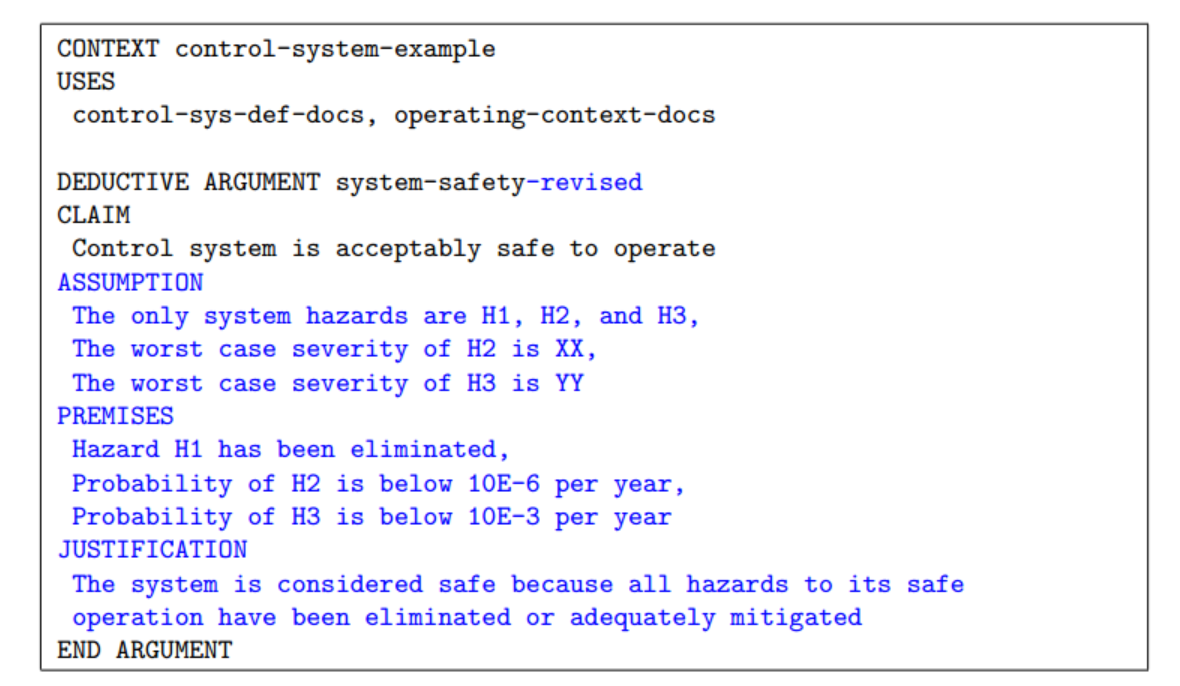 CONTEXT control-system-example
USES
control-sys-def-docs, operating-context-docs
DEDUCTIVE ARGUMENT system-safety-revised
CLAIM
Control system is acceptably safe to operate
ASSUMPTION
The only system hazards are H1, H2, and H3,
The worst case severity of H2 is XX,
The worst case severity of H3 is YY
PREMISES
Hazard H1 has been eliminated,
Probability of H2 is below 10E-6 per year,
Probability of H3 is below 10E-3 per year
JUSTIFICATION
The system is considered safe because all hazards to its safe
operation have been eliminated or adequately mitigated
END ARGUMENT